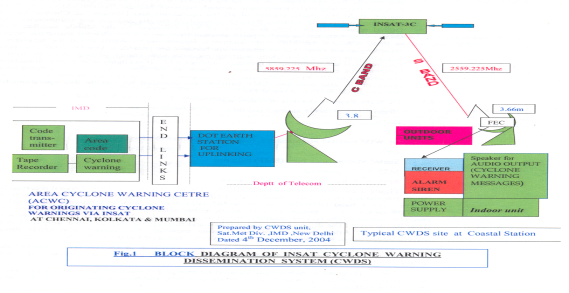 INSAT-3C
5859.225 Mhz
2559.225Mhz
C BAND
S BAND
IMD
3.8
3.66m
FEC
Code
trans-
mitter
Area
code
END
LINKS
DOT EARTH
STATION
FOR
UPLINKING
OUTDOOR
UNITS
Tape
Recorder
Cyclone
warning.
RECEIVER
ALARM
SIREN
Speaker for
AUDIO OUTPUT
(CYCLONE
WARNING
MESSAGES)
Deptt of Telecom
POWER
SUPPLY
Indoor unit
AREA CYCLONE WARNING CETRE
(ACWC)
FOR ORIGINATING CYCLONE
WARNINGS VIA INSAT
AT CHENNAI, KOLKATA & MUMBAI
Prepared by CWDS unit,
Sat.Met Div. .IMD ,New Delhi
Dated 4th December, 2004
Typical CWDS site at Coastal Station
Fig.1 BLOCK DIAGRAM OF INSAT CYCLONE WARNING
DISSEMINATION SYSTEM (CWDS)